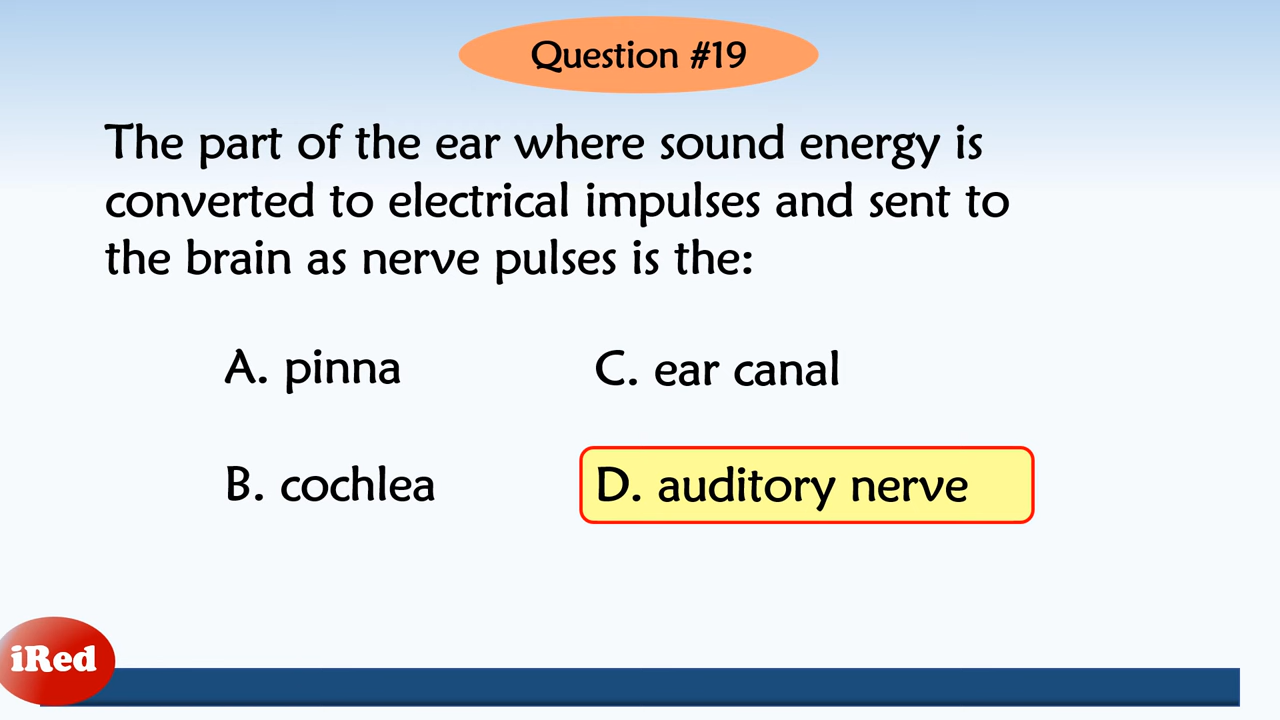 Question #19
The part of the ear where sound energy is
converted to electrical impulses and sent to
the brain as nerve pulses is the:
A. pinna
C. ear canal
B. cochlea
D. auditory nerve
iRed